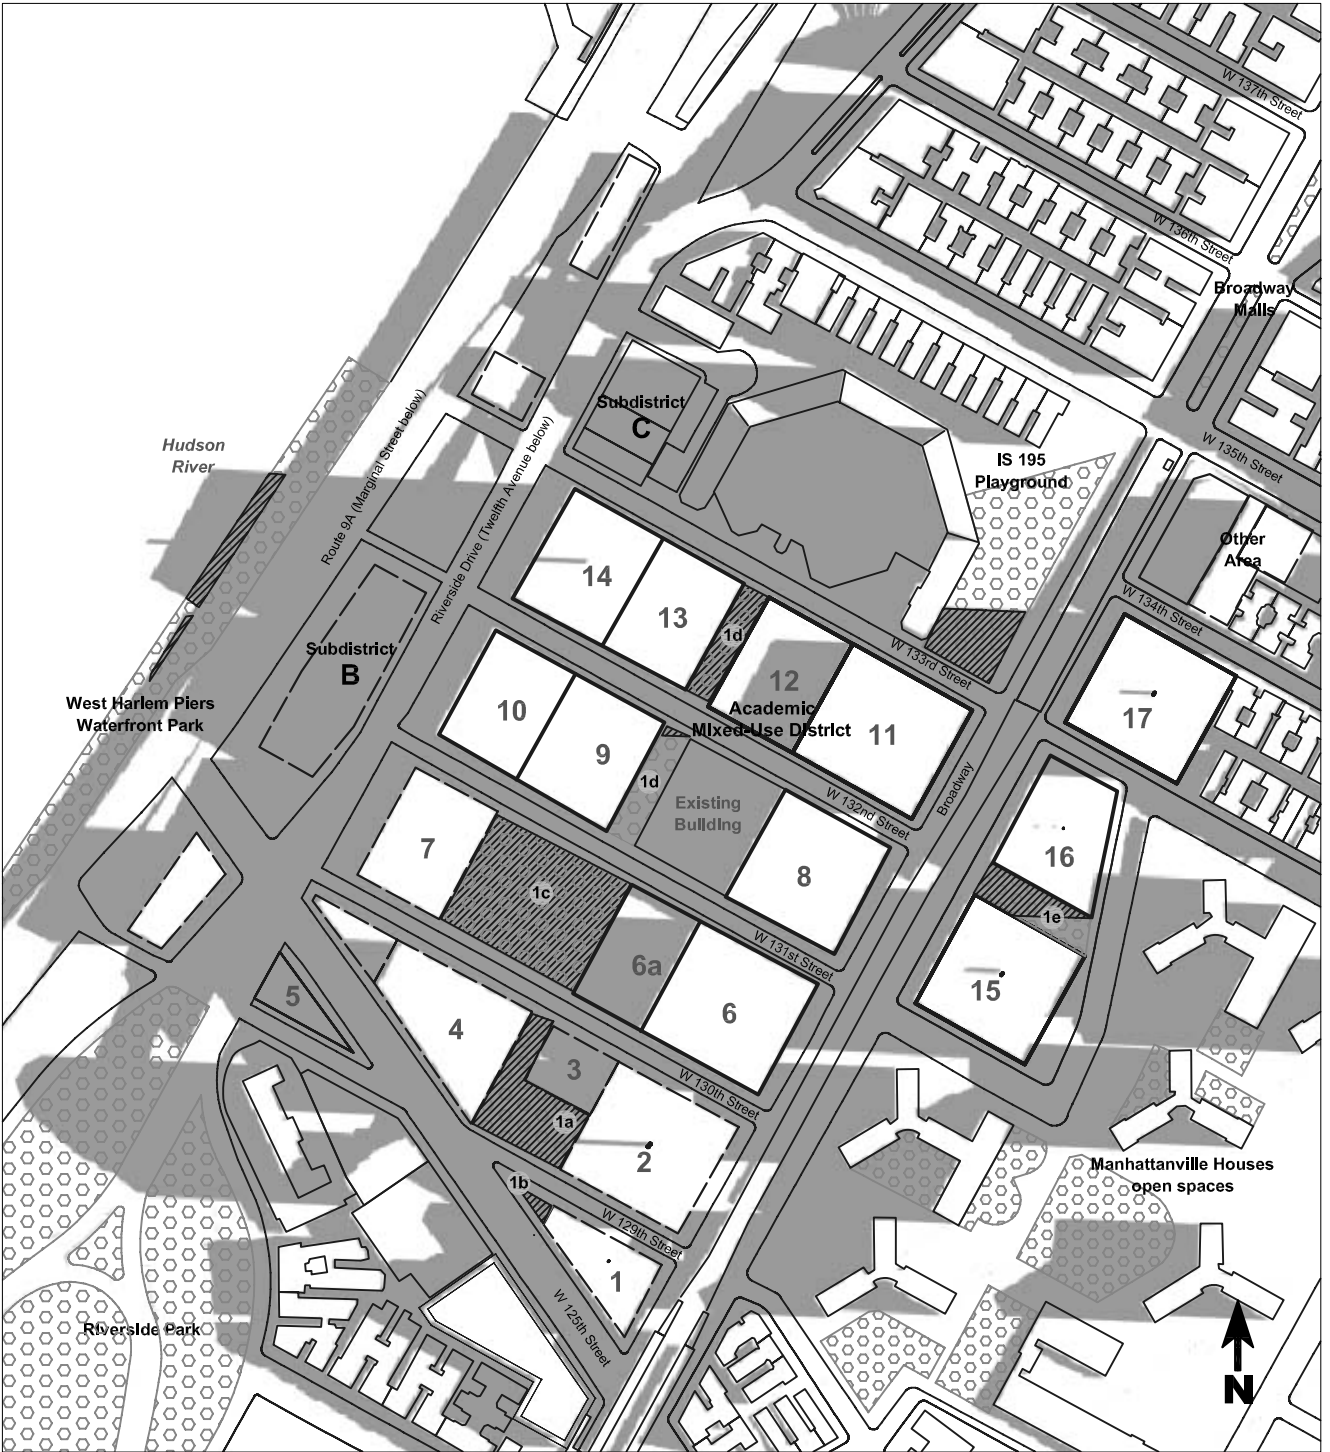 W 137th Street
W 136th Street
Broadway
Malls
Hudson
River
Route 9A (Marginal Street below)
Riverside Drive (Twelfth Avenue below)
Subdistrict
C
IS 195
Playground
W 135th Street
Other
Area
W 134th Street
14
13
1d
12
Academic
Mixed-Use District
11
W 133rd Street
17
Subdistrict
B
West Harlem Piers
Waterfront Park
10
9
1d
Existing
Building
W 132nd Street
Broadway
8
16
7
1c
1e
W 131st Street
6a
6
15
5
4
3
1a
2
W 130th Street
1b
W 129th Street
1
Manhattanville Houses
open spaces
Riverside Park
W 125th Street
N